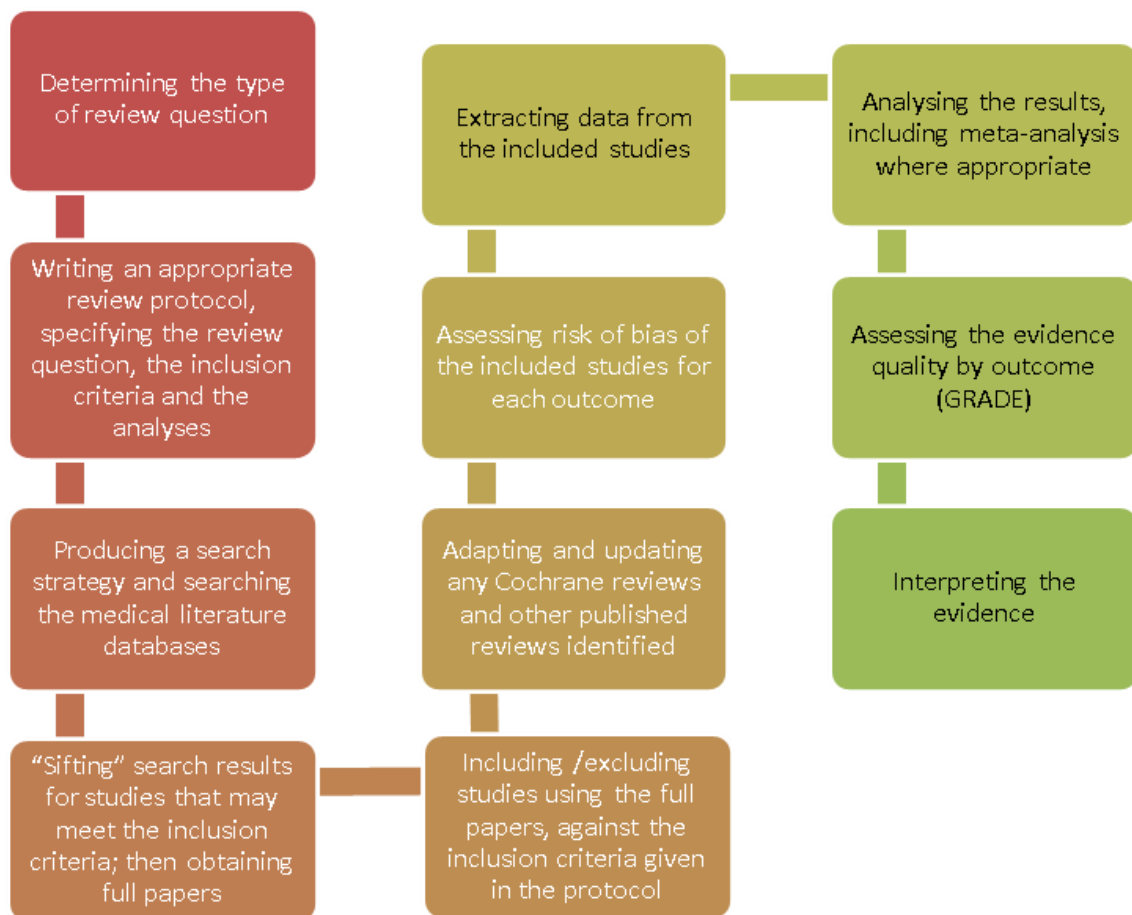 Determining the type
of review question
Writing an appropriate
review protocol,
specifying the review
question, the inclusion
criteria and the
analyses
Producing a search
strategy and searching
the medical literature
databases
“Sifting” search results
for studies that may
meet the inclusion
criteria; then obtaining
full papers
Including /excluding
studies using the full
papers, against the
inclusion criteria given
in the protocol
Adapting and updating
any Cochrane reviews
and other published
reviews identified
Assessing risk of bias of
the included studies for
each outcome
Extracting data from
the included studies
Analysing the results,
including meta-analysis
where appropriate
Assessing the evidence
quality by outcome
(GRADE)
Interpreting the
evidence